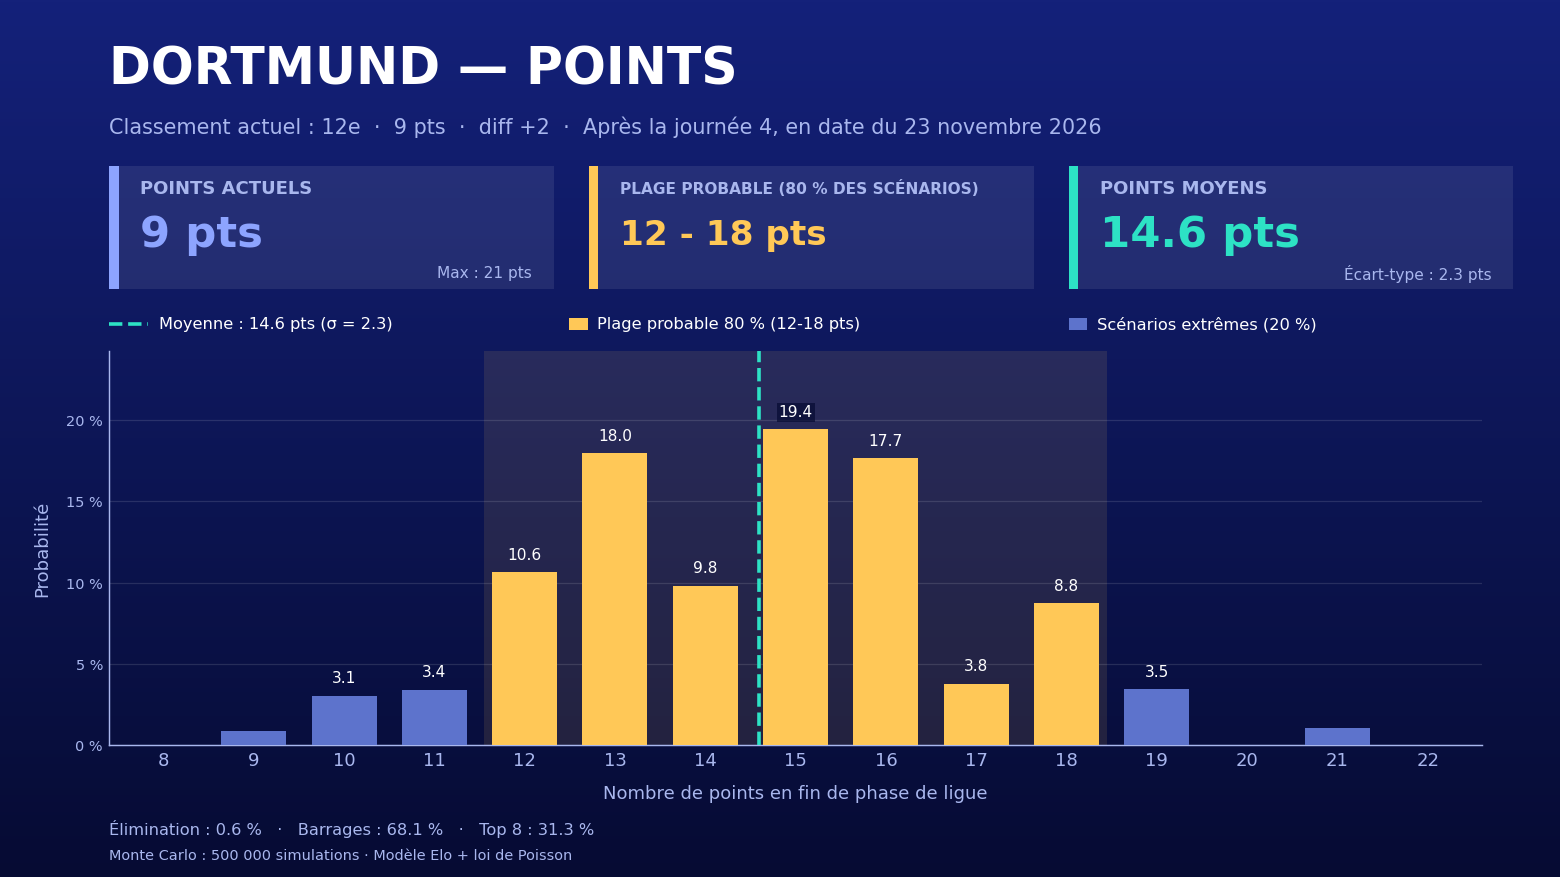 DORTMUND — POINTS
Classement actuel : 12e · 9 pts · diff +2 · Après la journée 4, en date du 23 novembre 2026
POINTS ACTUELS
9 pts
Max : 21 pts
PLAGE PROBABLE (80 % DES SCÉNARIOS)
12 - 18 pts
POINTS MOYENS
14.6 pts
Écart-type : 2.3 pts
Moyenne : 14.6 pts (σ = 2.3)
Plage probable 80 % (12-18 pts)
Scénarios extrêmes (20 %)
Probabilité
20 %
15 %
10 %
5 %
0 %
3.1
3.4
10.6
18.0
9.8
19.4
17.7
3.8
8.8
3.5
8 9 10 11 12 13 14 15 16 17 18 19 20 21 22
Nombre de points en fin de phase de ligue
Élimination : 0.6 % · Barrages : 68.1 % · Top 8 : 31.3 %
Monte Carlo : 500 000 simulations · Modèle Elo + loi de Poisson